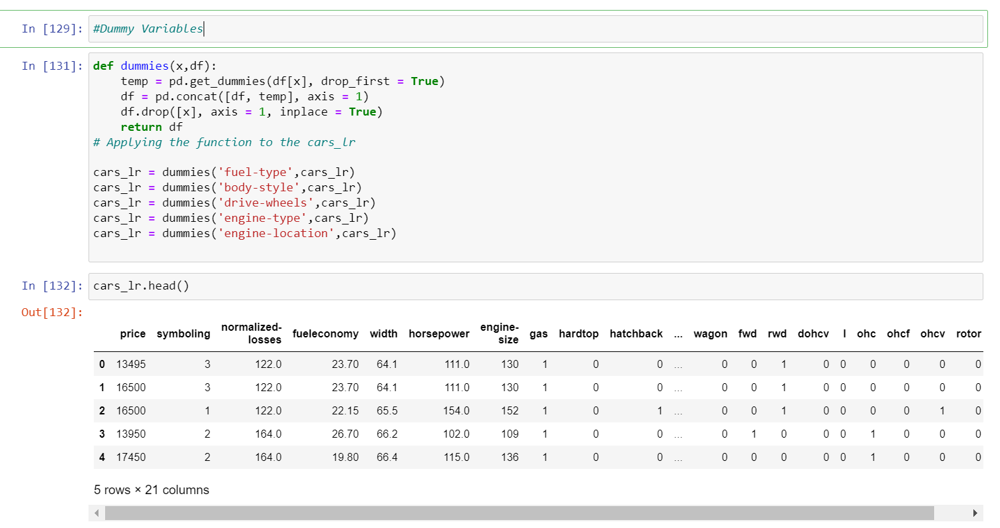 In [129]: #Dummy Variables
In [131]: def dummies(x,df):
    temp = pd.get_dummies(df[x], drop_first = True)
    df = pd.concat([df, temp], axis = 1)
    df.drop([x], axis = 1, inplace = True)
    return df
# Applying the function to the cars_lr
cars_lr = dummies('fuel-type',cars_lr)
cars_lr = dummies('body-style',cars_lr)
cars_lr = dummies('drive-wheels',cars_lr)
cars_lr = dummies('engine-type',cars_lr)
cars_lr = dummies('engine-location',cars_lr)
In [132]: cars_lr.head()
Out[132]:
price symboling normalized-losses fueleconomy width horsepower engine-size gas hardtop hatchback ... wagon fwd rwd dohcv l ohc ohcf ohcv rotor
0 13495 3 122.0 23.70 64.1 111.0 130 1 0 0 ... 0 0 1 0 0 0 0 0 0
1 16500 3 122.0 23.70 64.1 111.0 130 1 0 0 ... 0 0 1 0 0 0 0 0 0
2 16500 1 122.0 22.15 65.5 154.0 152 1 0 1 ... 0 0 1 0 0 0 0 1 0
3 13950 2 164.0 26.70 66.2 102.0 109 1 0 0 ... 0 1 0 0 0 1 0 0 0
4 17450 2 164.0 19.80 66.4 115.0 136 1 0 0 ... 0 0 0 0 0 1 0 0 0
5 rows × 21 columns